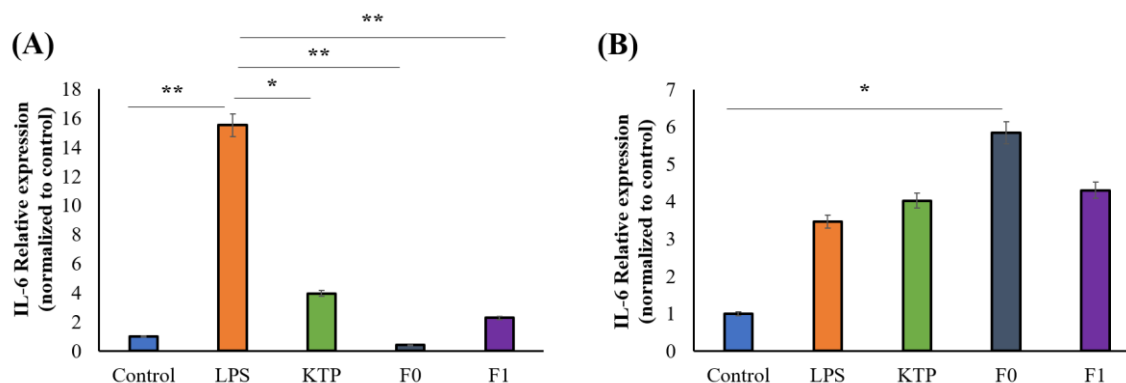 (A)
**
**
**
*
IL-6 Relative expression
(normalized to control)
18
16
14
12
10
8
6
4
2
0
Control LPS KTP F0 F1
(B)
*
IL-6 Relative expression
(normalized to control)
7
6
5
4
3
2
1
0
Control LPS KTP F0 F1